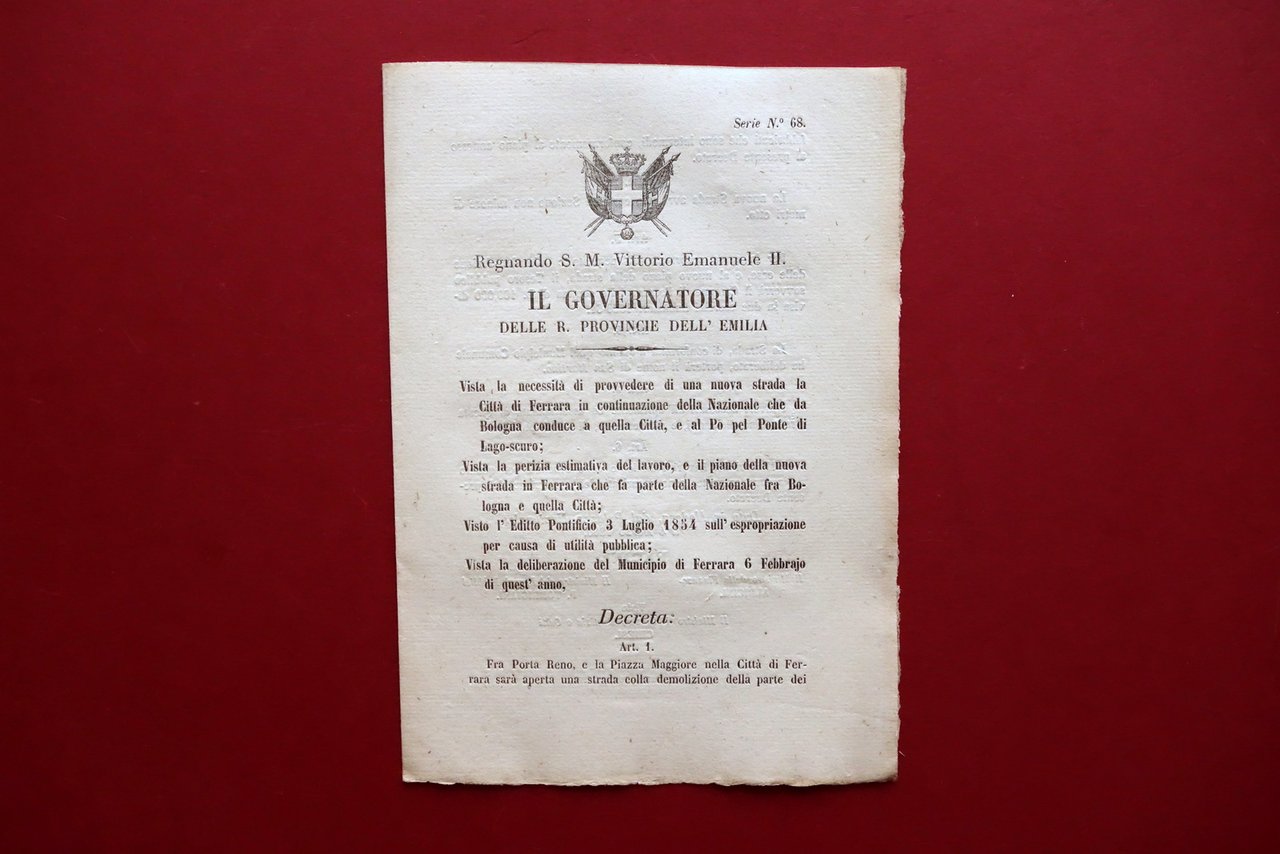 Serie N.º 68.
Regnando S. M. Vittorio Emanuele II.
IL GOVERNATORE
DELLE R. PROVINCIE DELL' EMILIA
Vista la necessità di provvedere di una nuova strada la
Città di Ferrara in continuazione della Nazionale che da
Bologna conduce a quella Città, e al Pò pel Ponte di
Lago-scuro;
Vista la perizia estimativa del lavoro, e il piano della nuova
strada in Ferrara che fa parte della Nazionale fra Bo-
logna e quella Città;
Visto l' Editto Pontificio 3 Luglio 1854 sull' espropriazione
per causa di utilità pubblica;
Vista la deliberazione del Municipio di Ferrara 6 Febbrajo
di quest' anno,
Decreta:
Art. 1.
Fra Porta Reno, e la Piazza Maggiore nella Città di Fer-
rara sarà aperta una strada colla demolizione della parte dei